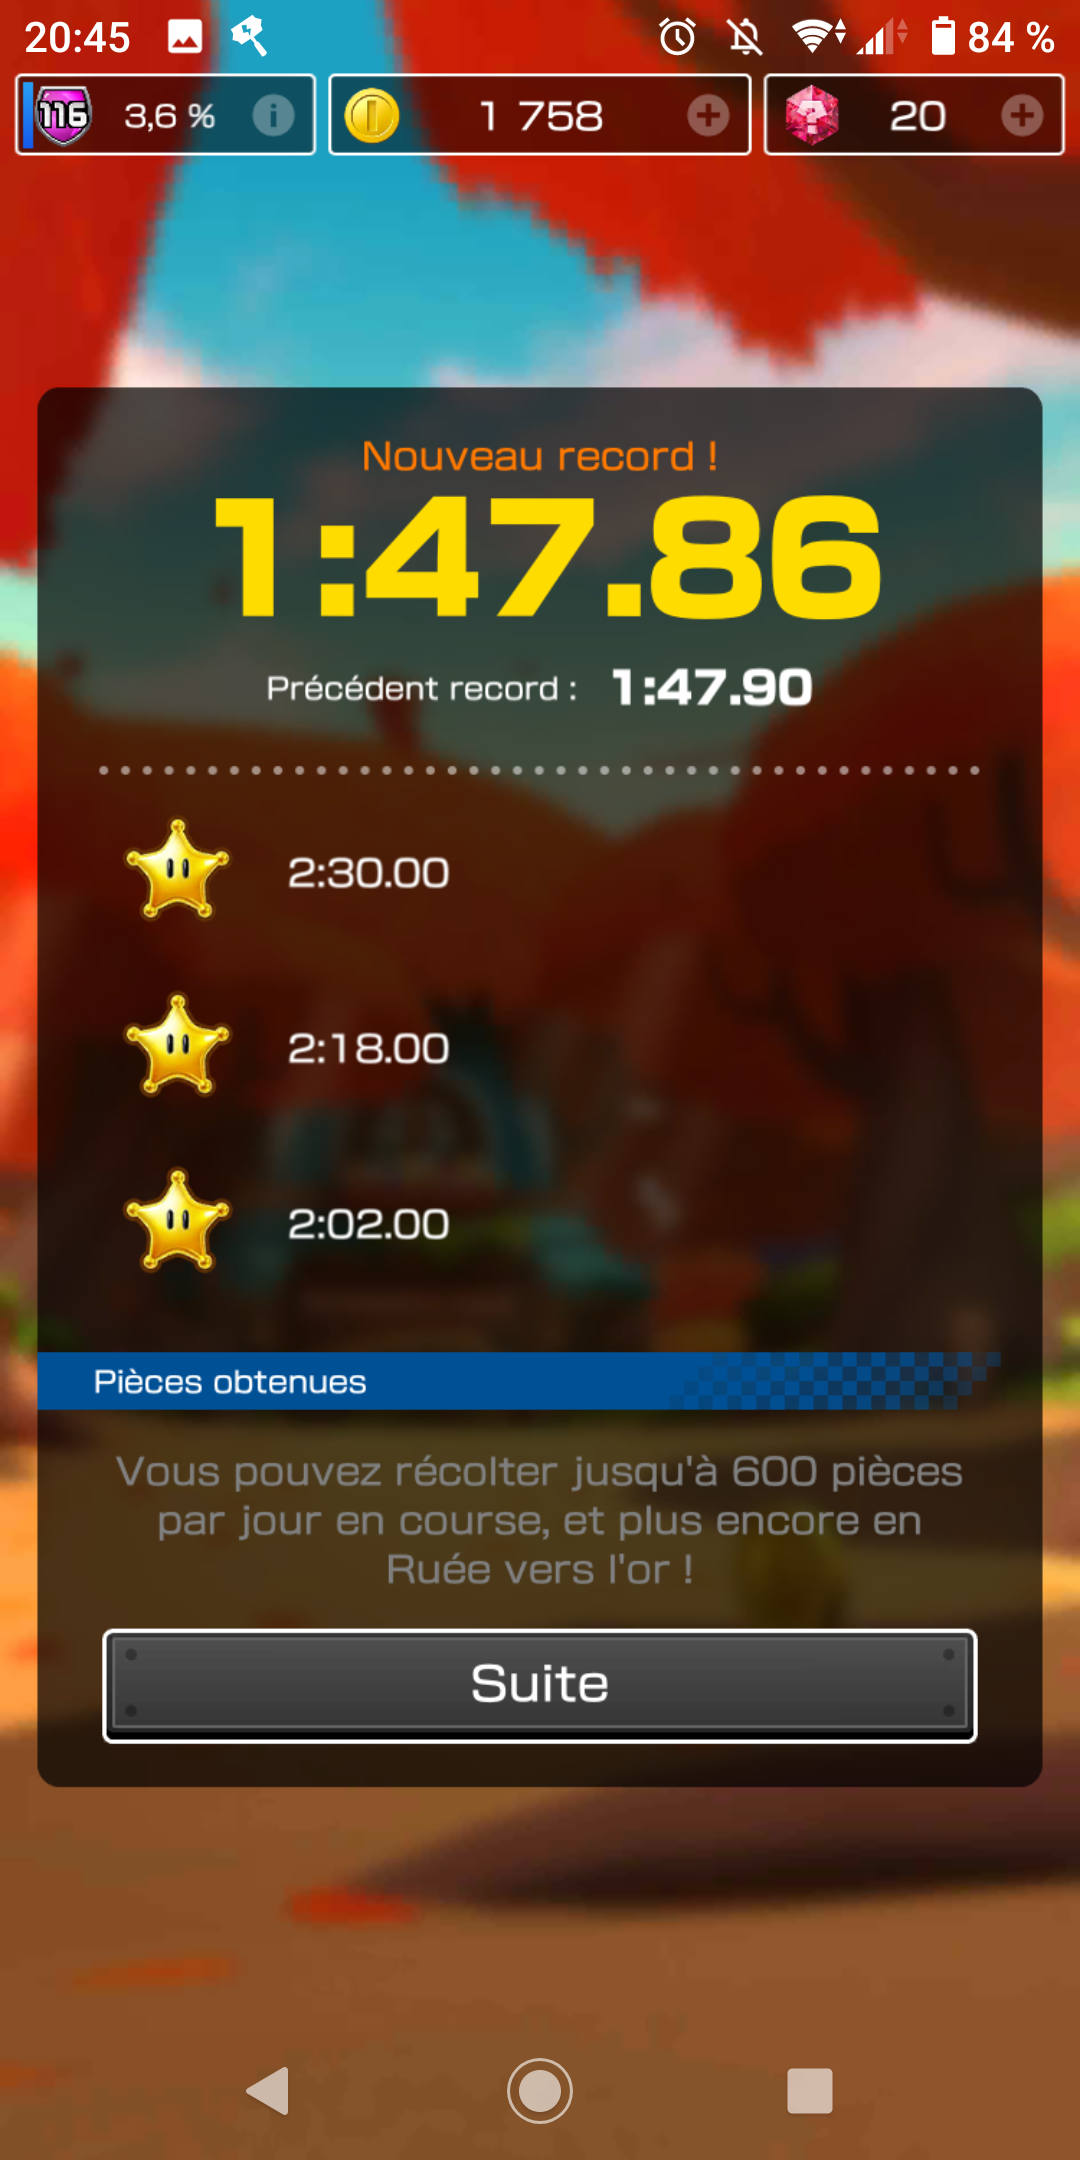 20:45 84 %
116 3,6 % i 1 758 + 20 +
Nouveau record !
1:47.86
Précédent record : 1:47.90
2:30.00
2:18.00
2:02.00
Pièces obtenues
Vous pouvez récolter jusqu'à 600 pièces
par jour en course, et plus encore en
Ruée vers l'or !
Suite